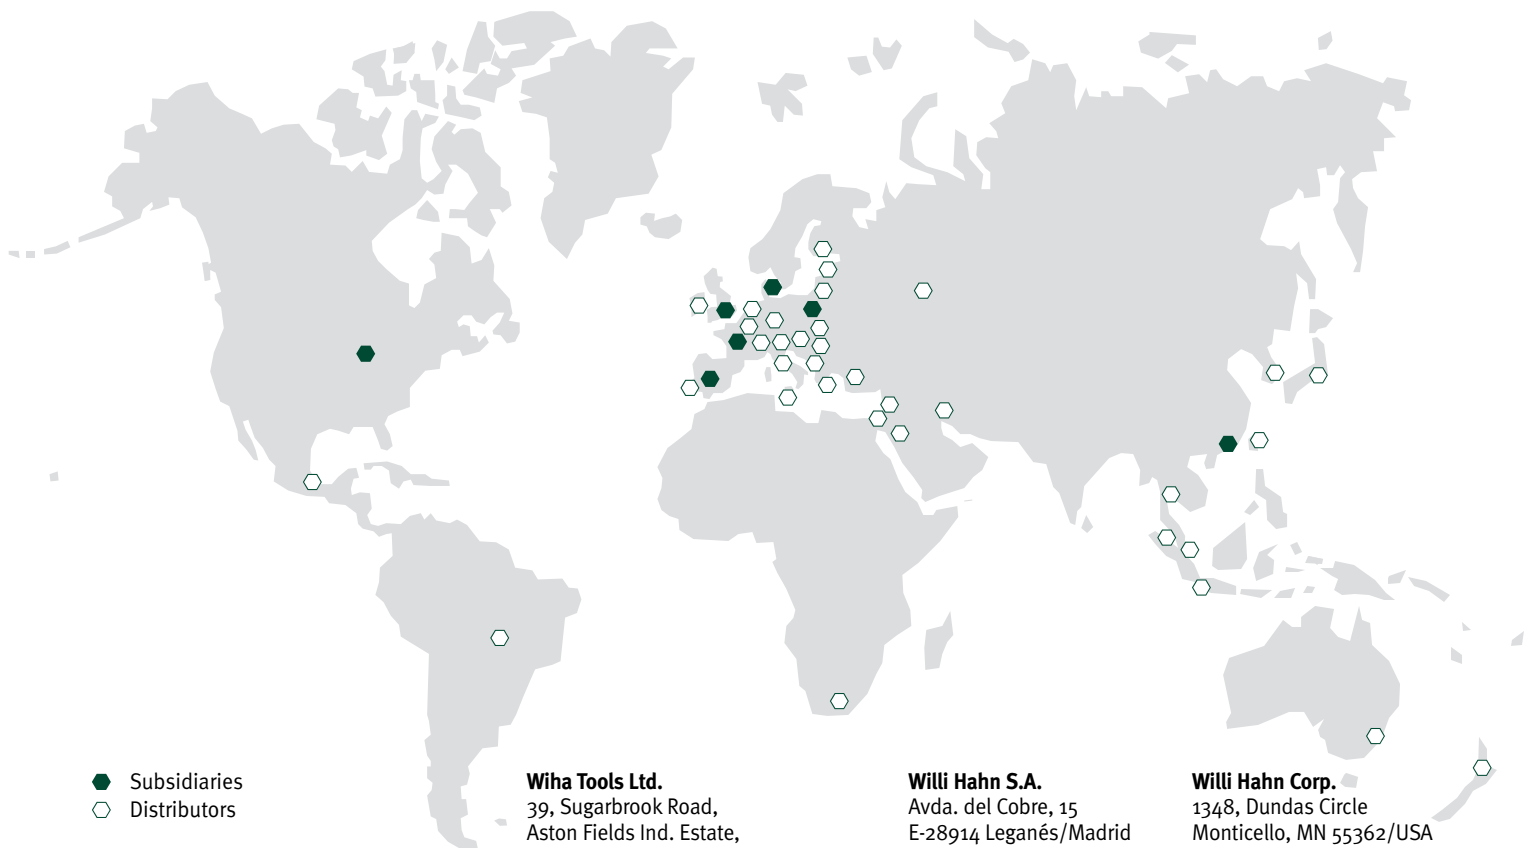 Subsidiaries
Distributors
Wiha Tools Ltd.
39, Sugarbrook Road,
Aston Fields Ind. Estate,
Willi Hahn S.A.
Avda. del Cobre, 15
E-28914 Leganés/Madrid
Willi Hahn Corp.
1348, Dundas Circle
Monticello, MN 55362/USA